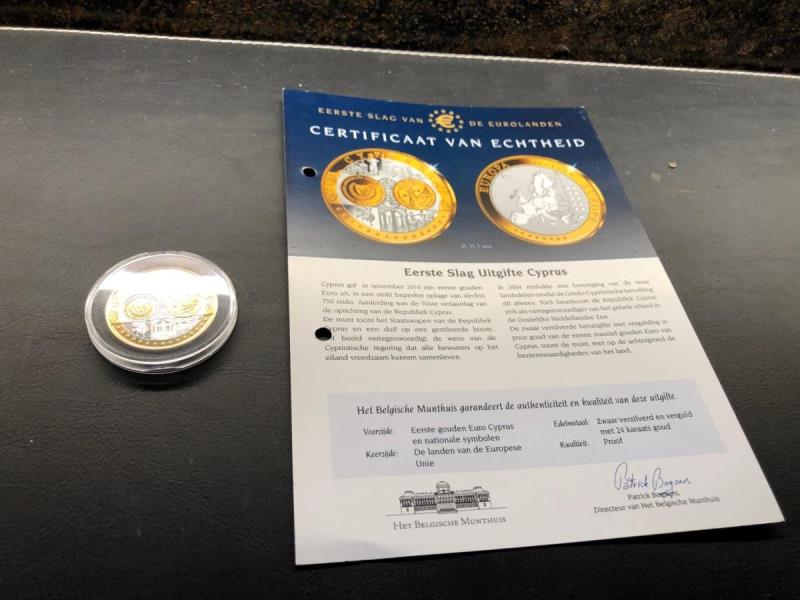 EERSTE SLAG VAN € DE EUROLANDEN
CERTIFICAAT VAN ECHTHEID
CYPRUS
EUROPA
Eerste Slag Uitgifte Cyprus
Cyprus gaf in november 2010 zijn eerste gouden
Euro uit, in een strikt beperkte oplage van slechts
750 stuks. Aanleiding was de 50ste verjaardag van
de oprichting van de Republiek Cyprus.
De munt toont het Staatswapen van de Republiek
Cyprus en een duif op een gestileerde boom.
beeld vertegenwoordigt de wens van de
Cypriotische regering dat alle bewoners op het
eiland vreedzaam kunnen samenleven.
In 2004 mislukte een hereniging van de twee
landsdelen omdat de Grieks-Cypriotische bevolking
dit afwees. Toch beschouwt de Republiek Cyprus
zich als vertegenwoordiger van het gehele eiland in
de Oostelijke Middellandse Zee.
De zwaar verzilverde heruitgifte met vergulding in
puur goud van de eerste massief gouden Euro van
Cyprus, toont de munt, met op de achtergrond de
bezienswaardigheden van het land.
Het Belgische Munthuis garandeert de authenticiteit en kwaliteit van deze uitgifte.
Voorzijde: Eerste gouden Euro Cyprus
en nationale symbolen
Keerzijde: De landen van de Europese
Unie
Edelmetaal: Zwaar verzilverd en verguld
met 24 karaats goud
Kwaliteit: Proof
HET BELGISCHE MUNTHUIS
Patrick Bogaers
Patrick Bogaers,
Directeur van Het Belgische Munthuis